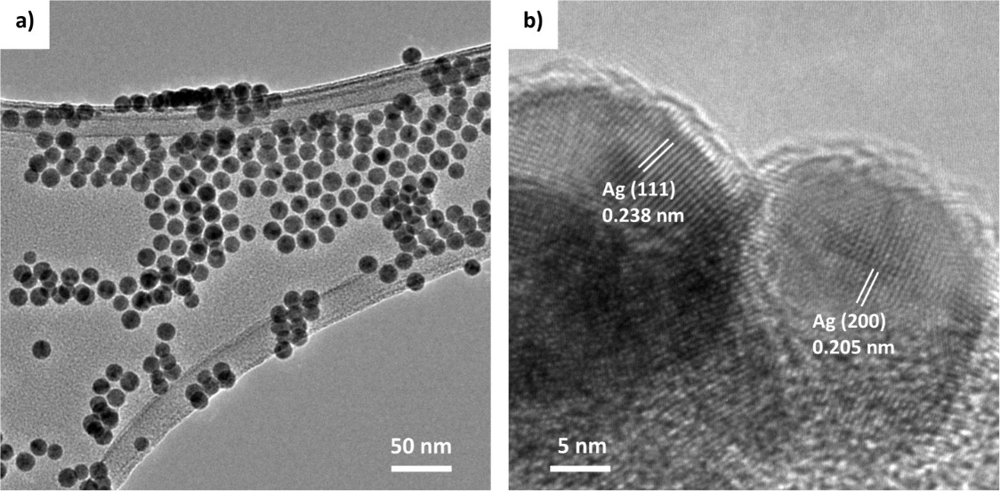 a)
50 nm
b)
Ag (111)
0.238 nm
Ag (200)
0.205 nm
5 nm